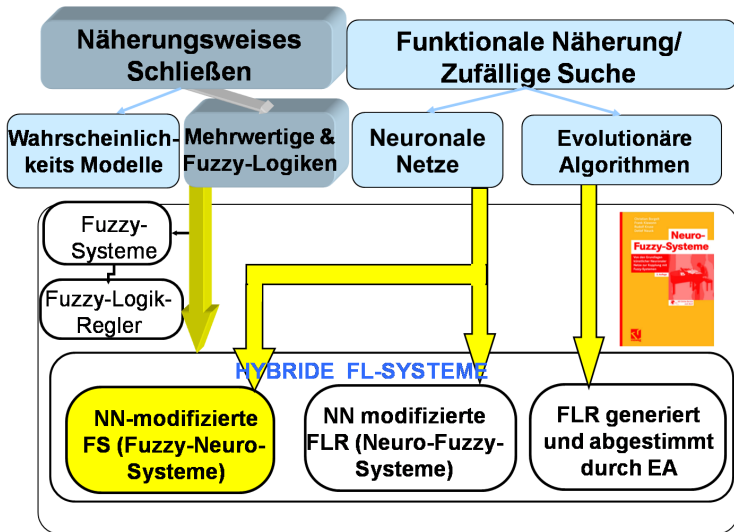 Näherungsweises
Schließen
Funktionale Näherung/
Zufällige Suche
Wahrscheinlich-
keits Modelle
Mehrwertige &
Fuzzy-Logiken
Neuronale
Netze
Evolutionäre
Algorithmen
Fuzzy-
Systeme
Fuzzy-Logik-
Regler
Neuro-
Fuzzy-Systeme
HYBRIDE FL-SYSTEME
NN-modifizierte
FS (Fuzzy-Neuro-
Systeme)
NN modifizierte
FLR (Neuro-Fuzzy-
Systeme)
FLR generiert
und abgestimmt
durch EA